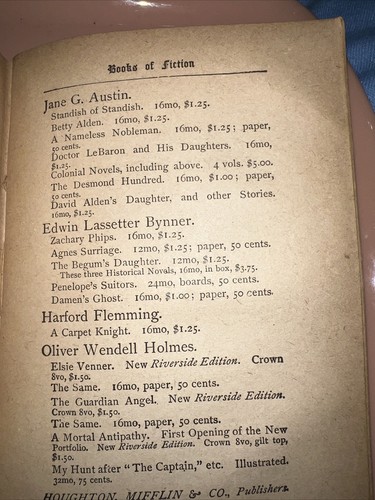 Books of Fiction
Jane G. Austin.
Standish of Standish. 16mo, $1.25.
Betty Alden. 16mo, $1.25.
A Nameless Nobleman. 16mo, $1.25; paper,
50 cents.
Doctor LeBaron and His Daughters. 16mo,
$1.25.
Colonial Novels, including above. 4 vols. $5.00.
The Desmond Hundred. 16mo, $1.00; paper,
50 cents.
David Alden's Daughter, and other Stories.
16mo, $1.25.
Edwin Lassetter Bynner.
Zachary Phips. 16mo, $1.25.
Agnes Surriage. 12mo, $1.25; paper, 50 cents.
The Begum's Daughter. 12mo, $1.25.
These three Historical Novels, 16mo, in box, $3.75.
Penelope's Suitors. 24mo, boards, 50 cents.
Damen's Ghost. 16mo, $1.00; paper, 50 cents.
Harford Flemming.
A Carpet Knight. 16mo, $1.25.
Oliver Wendell Holmes.
Elsie Venner. New Riverside Edition. Crown
8vo, $1.50.
The Same. 16mo, paper, 50 cents.
The Guardian Angel. New Riverside Edition.
Crown 8vo, $1.50.
The Same. 16mo, paper, 50 cents.
A Mortal Antipathy. First Opening of the New
Portfolio. New Riverside Edition. Crown 8vo, gilt top,
$1.50.
My Hunt after "The Captain," etc. Illustrated.
32mo, 75 cents.
HOUGHTON, MIFFLIN & CO., Publishers.